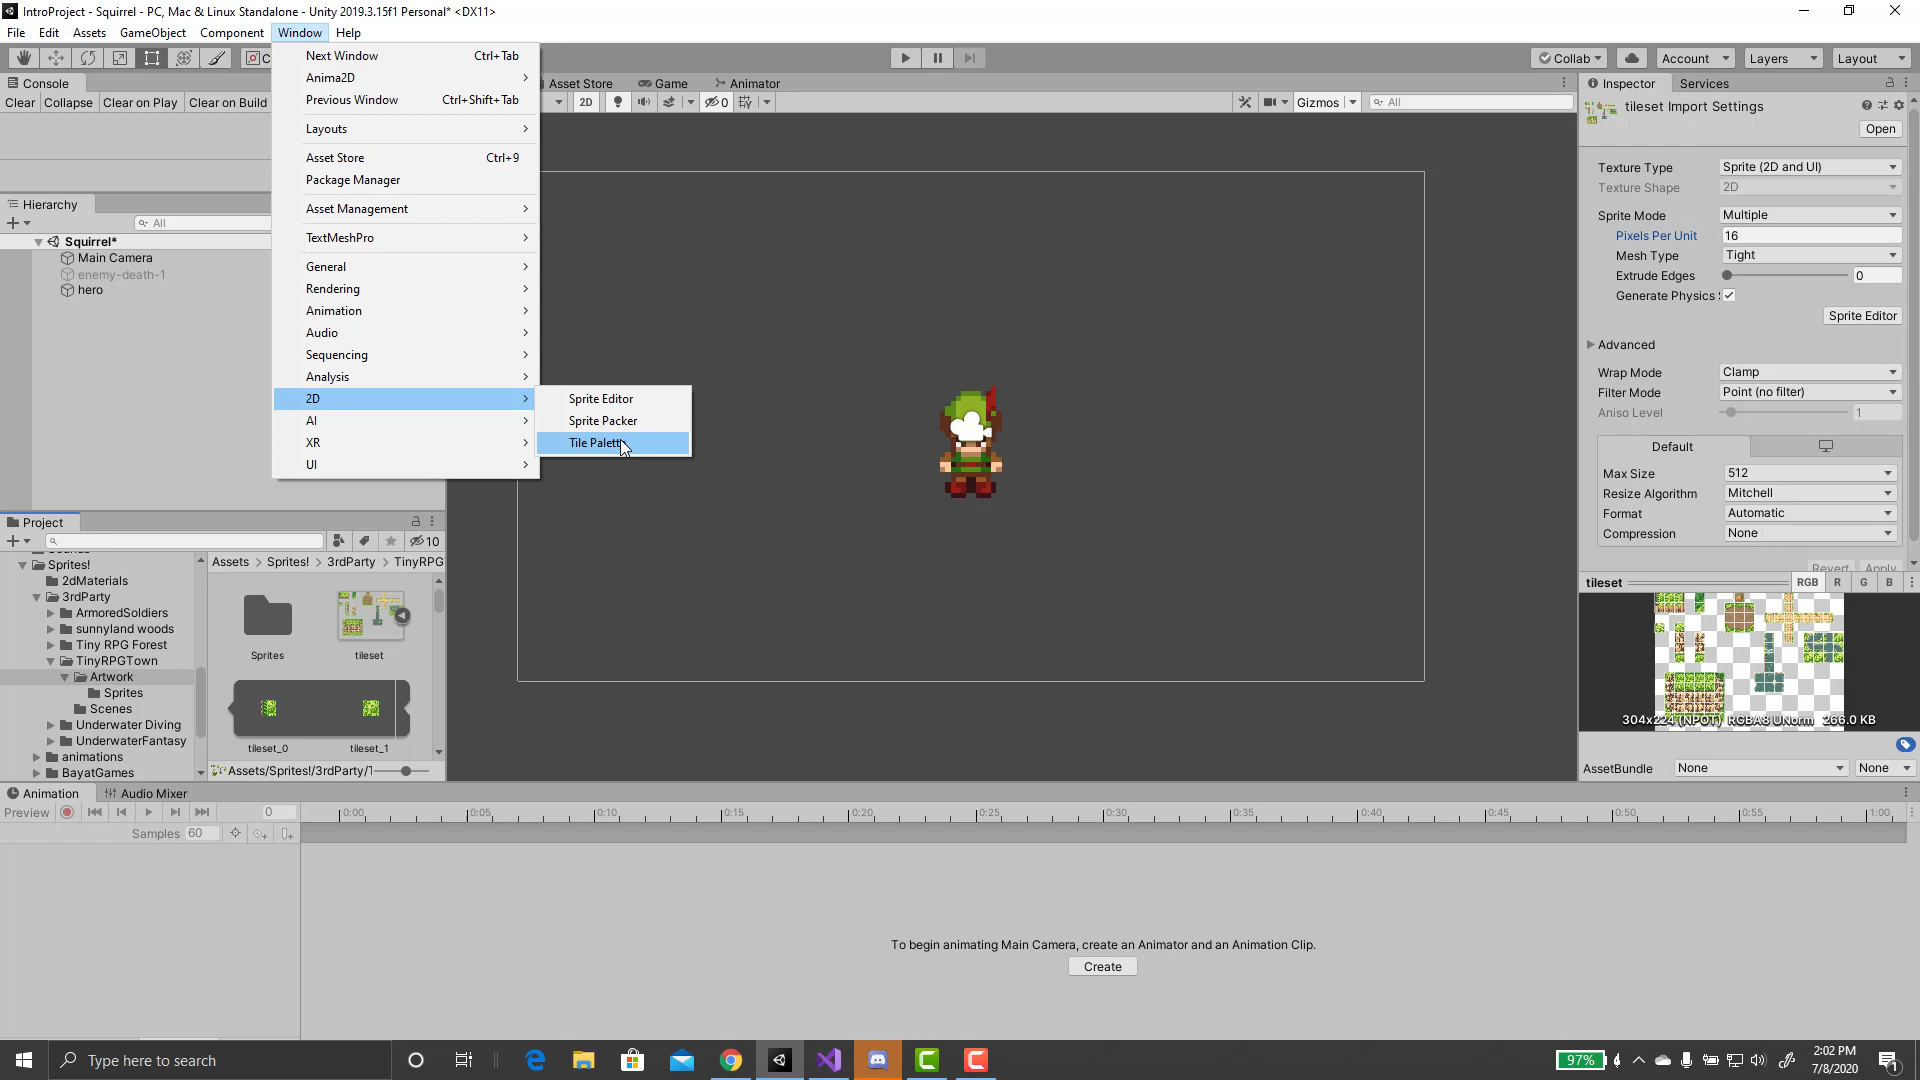 IntroProject - Squirrel - PC, Mac & Linux Standalone - Unity 2019.3.15f1 Personal* <DX11>
File Edit Assets GameObject Component Window Help
Collab Account Layers Layout
Console
Clear Collapse Clear on Play Clear on Build
Next Window Ctrl+Tab
Anima2D
Previous Window Ctrl+Shift+Tab
Layouts
Asset Store Ctrl+9
Package Manager
Asset Management
TextMeshPro
General
Rendering
Animation
Audio
Sequencing
Analysis
2D
AI
XR
UI
Sprite Editor
Sprite Packer
Tile Palette
Asset Store Game Animator
2D 0 Gizmos All
Hierarchy
All
Squirrel*
Main Camera
enemy-death-1
hero
Project
10
Sprites!
2dMaterials
3rdParty
ArmoredSoldiers
sunnyland woods
Tiny RPG Forest
TinyRPGTown
Artwork
Sprites
Scenes
Underwater Diving
UnderwaterFantasy
animations
BayatGames
Assets > Sprites! > 3rdParty > TinyRPG
Sprites tileset
tileset_0 tileset_1
Assets/Sprites!/3rdParty/T
Inspector Services
tileset Import Settings
Open
Texture Type Sprite (2D and UI)
Texture Shape 2D
Sprite Mode Multiple
Pixels Per Unit 16
Mesh Type Tight
Extrude Edges 0
Generate Physics
Sprite Editor
Advanced
Wrap Mode Clamp
Filter Mode Point (no filter)
Aniso Level 1
Default
Max Size 512
Resize Algorithm Mitchell
Format Automatic
Compression None
Revert Apply
tileset RGB R G B
304x224 (NPOT) RGBA8 UNorm 266.0 KB
AssetBundle None None
Animation Audio Mixer
Preview 0
Samples 60
0:00 0:05 0:10 0:15 0:20 0:25 0:30 0:35 0:40 0:45 0:50 0:55 1:00
To begin animating Main Camera, create an Animator and an Animation Clip.
Create
Type here to search
97%
2:02 PM
7/8/2020
1